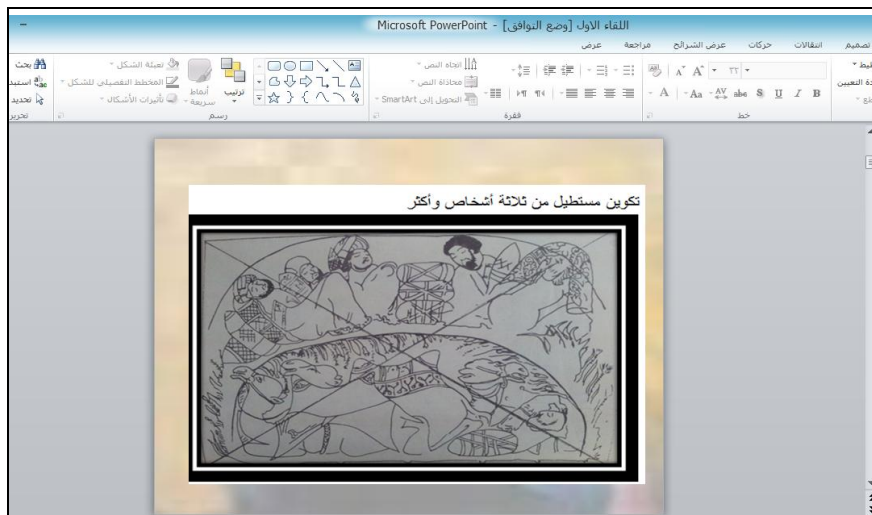 اللقاء الاول [وضع التوافق] - Microsoft PowerPoint
تصميم انتقالات حركات عرض الشرائح مراجعة عرض
اتجاه النص
محاذاة النص
التحويل إلى SmartArt
ترتيب
أنماط سريعة
تعبئة الشكل
المخطط التفصيلي للشكل
تأثيرات الأشكال
بحث
تحديد
خط فقرة رسم تحرير
تكوين مستطيل من ثلاثة أشخاص وأكثر